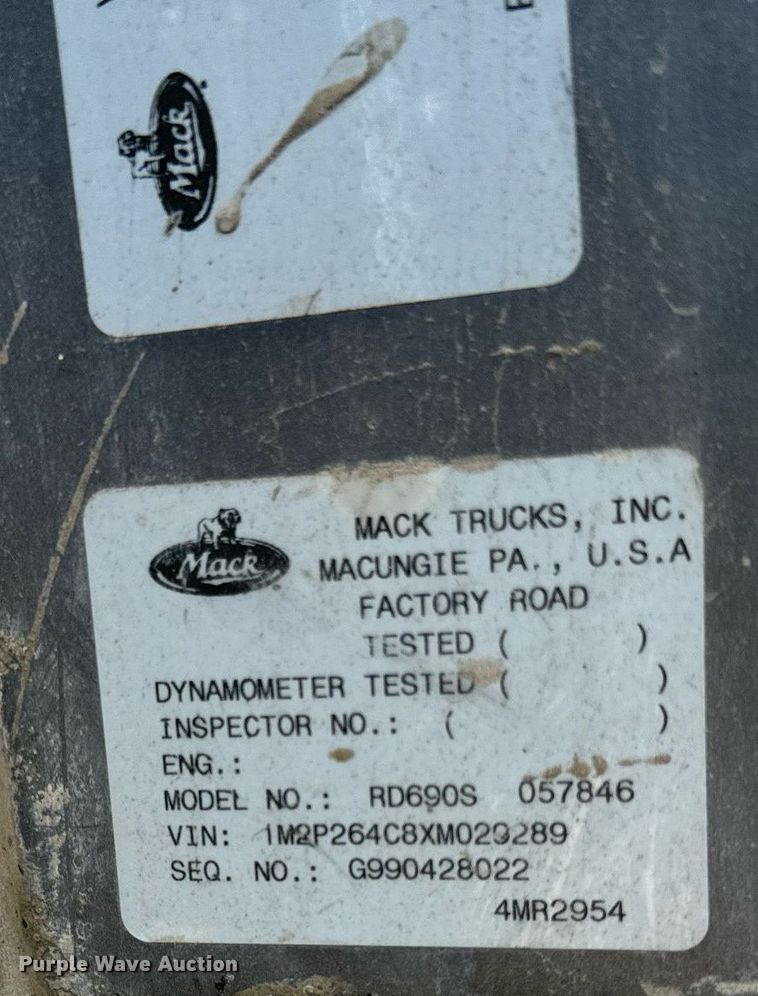 Mack
Mack
MACK TRUCKS, INC.
MACUNGIE PA., U.S.A
FACTORY ROAD
TESTED ( )
DYNAMOMETER TESTED ( )
INSPECTOR NO.: ( )
ENG.:
MODEL NO.: RD690S 057846
VIN: 1M2P264C8XM029289
SEQ. NO.: G990428022
4MR2954
Purple Wave Auction